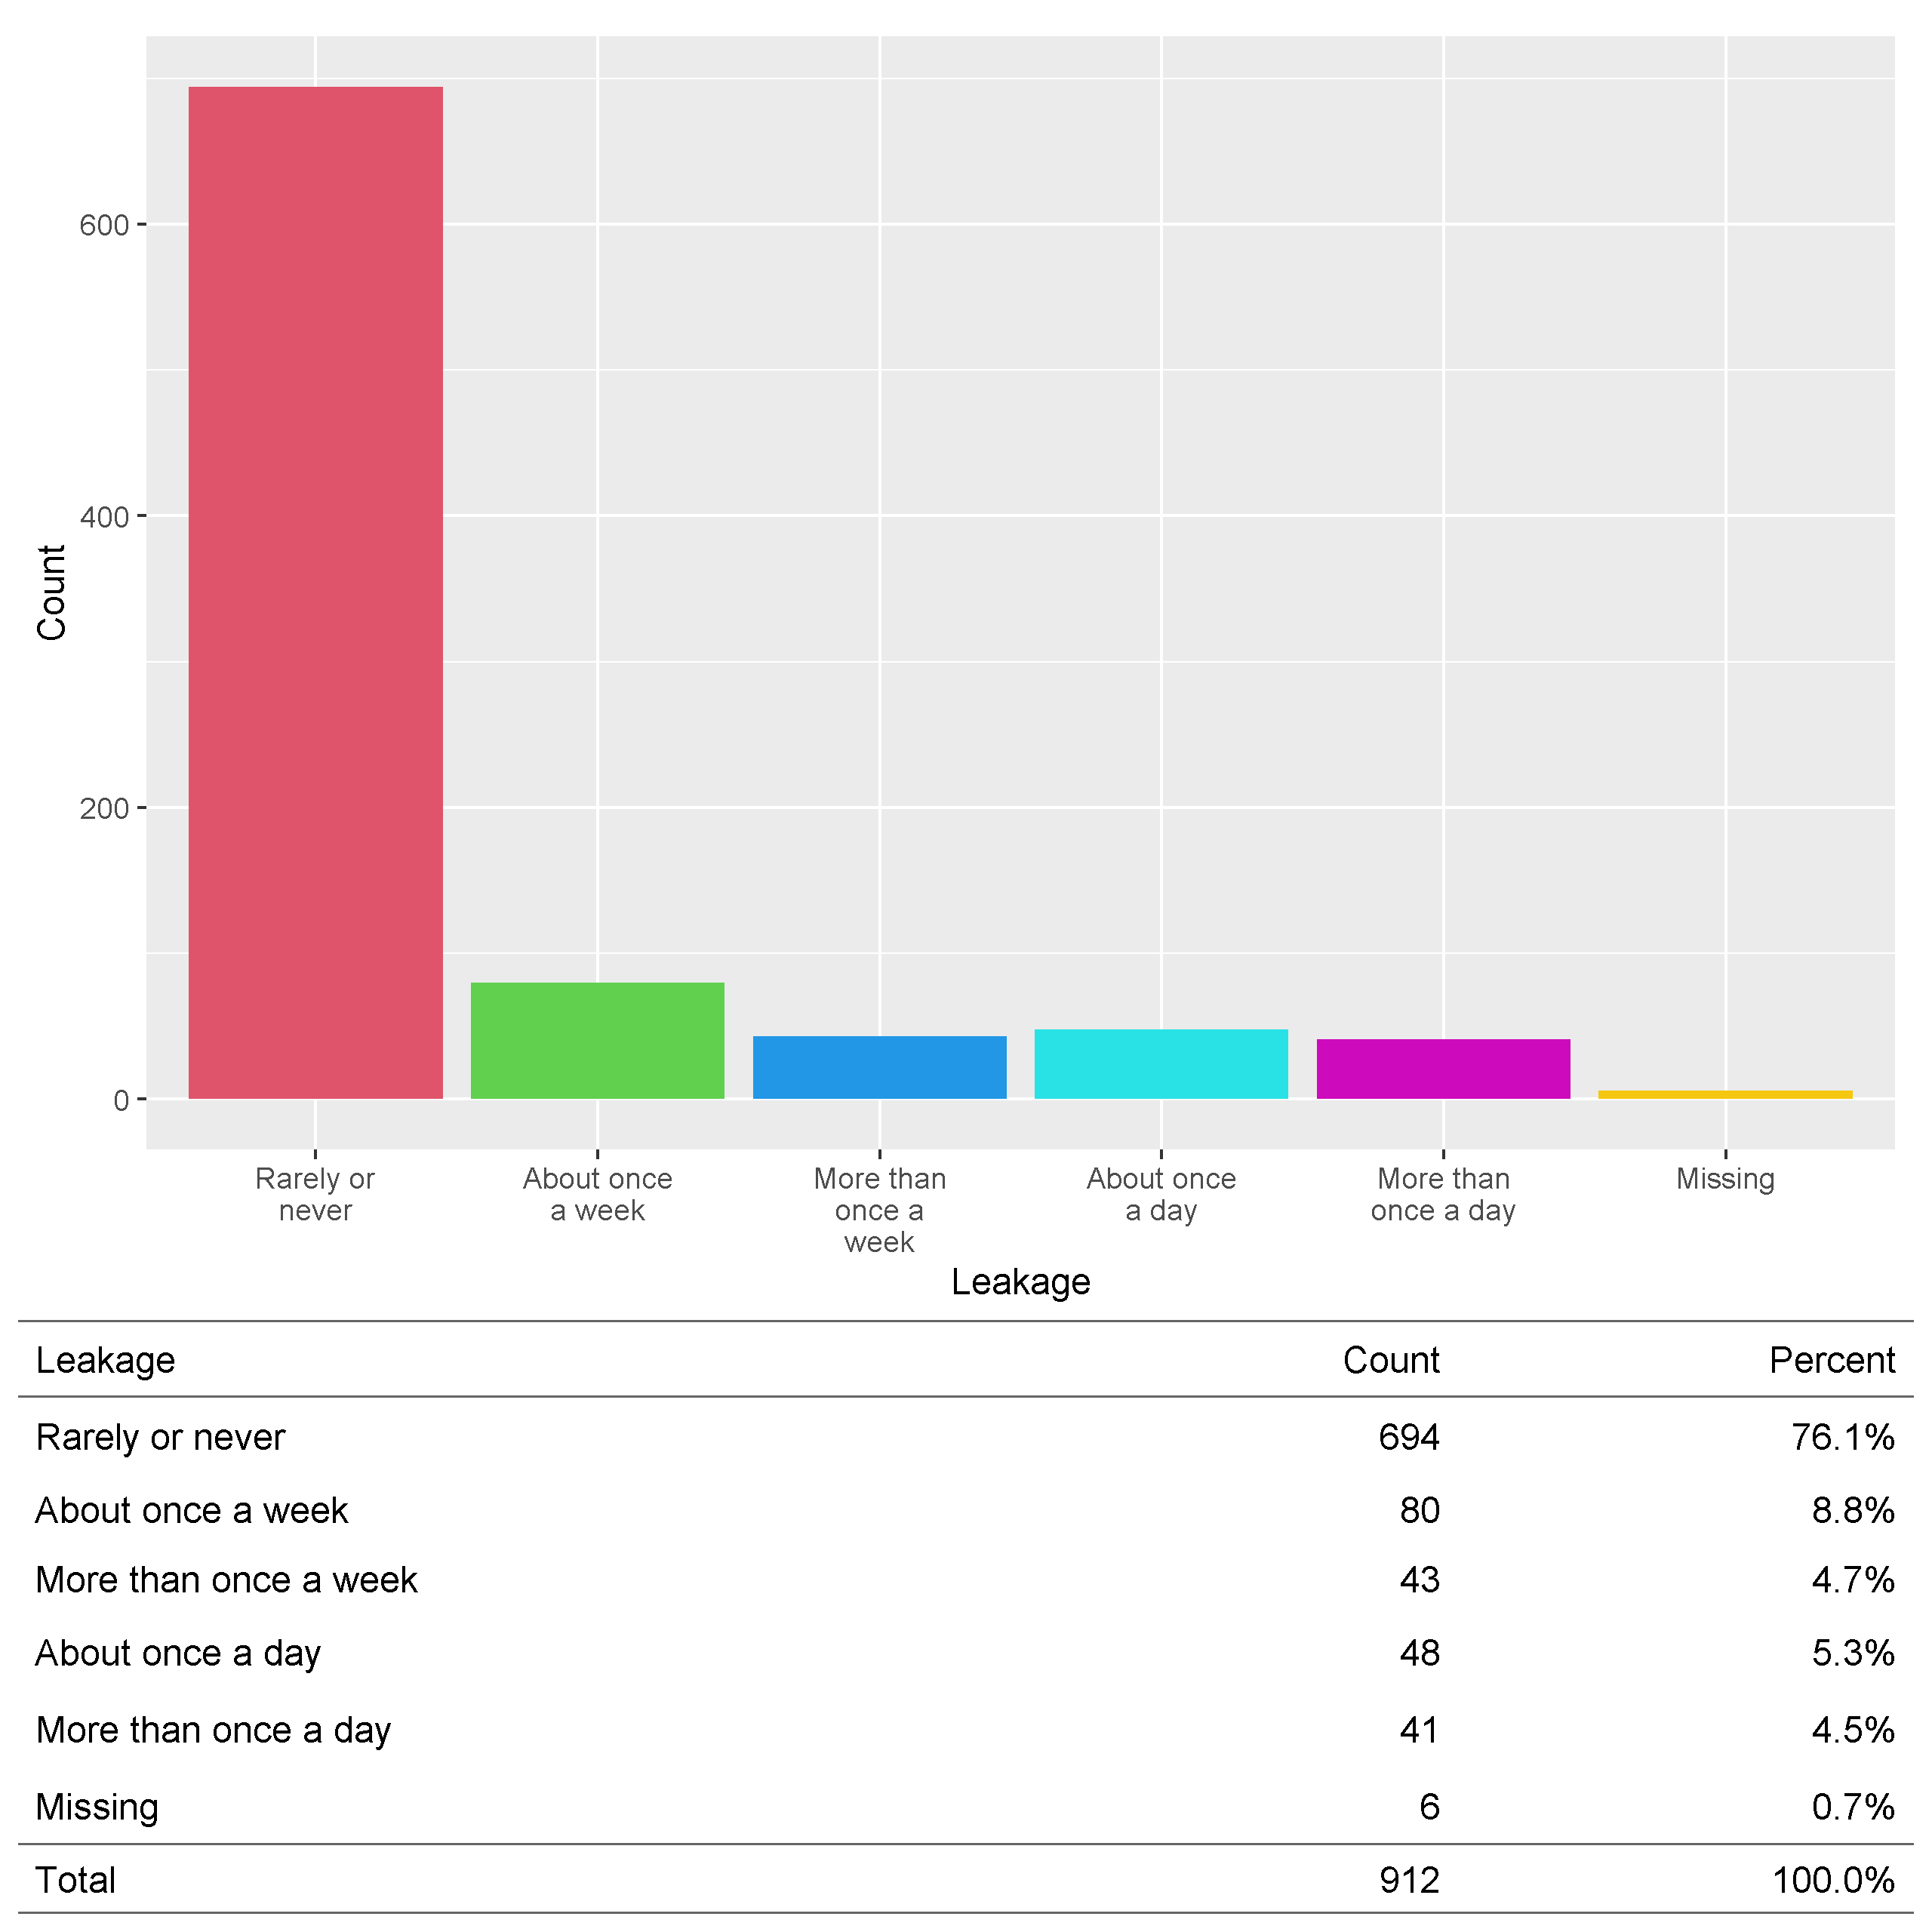 600
400
200
0
Count
Rarely or
never
About once
a week
More than
once a
week
About once
a day
More than
once a day
Missing
Leakage
Leakage Count Percent
Rarely or never 694 76.1%
About once a week 80 8.8%
More than once a week 43 4.7%
About once a day 48 5.3%
More than once a day 41 4.5%
Missing 6 0.7%
Total 912 100.0%